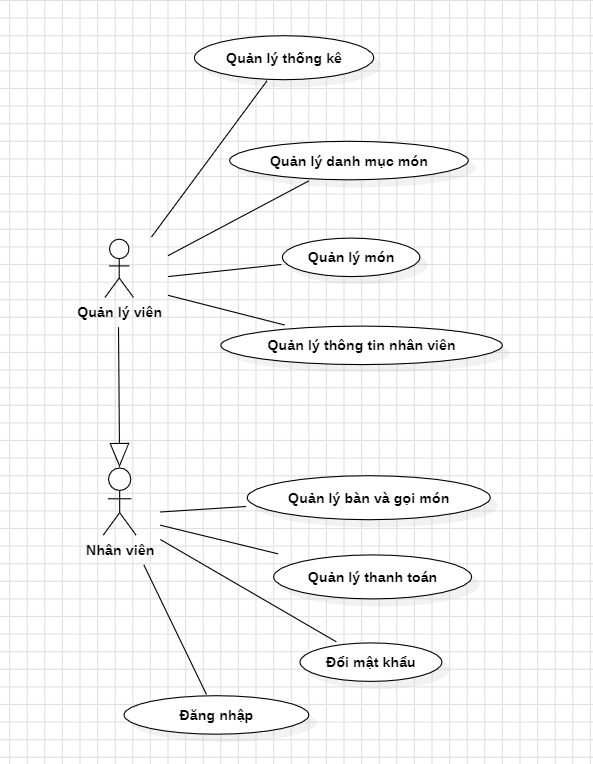 Quản lý thống kê
Quản lý danh mục món
Quản lý món
Quản lý viên
Quản lý thông tin nhân viên
Quản lý bàn và gọi món
Nhân viên
Quản lý thanh toán
Đổi mật khẩu
Đăng nhập